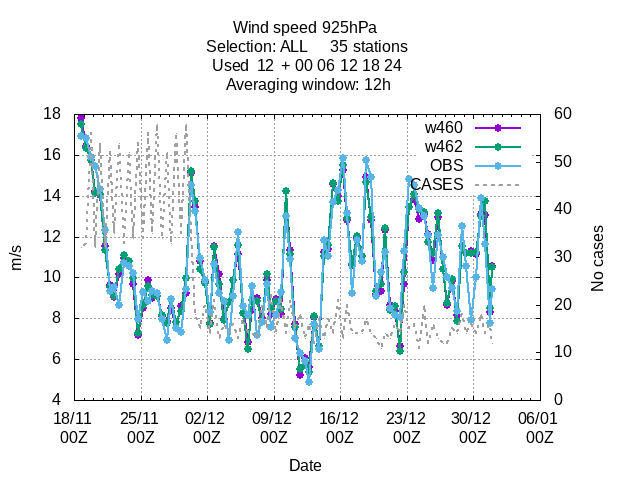 Wind speed 925hPa
Selection: ALL 35 stations
Used 12 + 00 06 12 18 24
Averaging window: 12h
18 60
w460
w462
OBS
CASES
16 50
14 40
12 30
10 20
8 10
6 0
4
m/s
No cases
18/11 25/11 02/12 09/12 16/12 23/12 30/12 06/01
00Z 00Z 00Z 00Z 00Z 00Z 00Z 00Z
Date